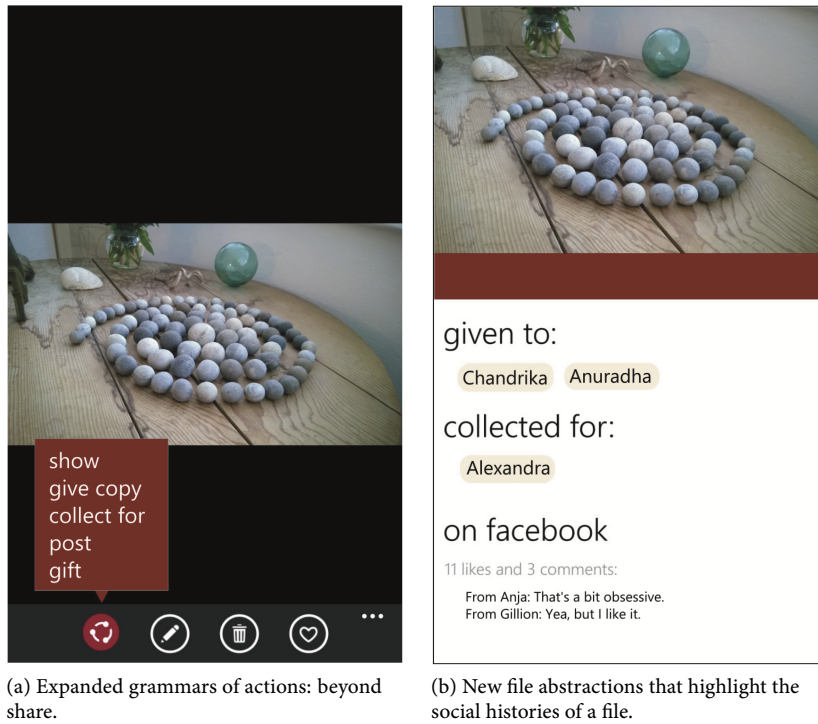 show
give copy
collect for
post
gift
(a) Expanded grammars of actions: beyond
share.
given to:
Chandrika Anuradha
collected for:
Alexandra
on facebook
11 likes and 3 comments:
From Anja: That's a bit obsessive.
From Gillion: Yea, but I like it.
(b) New file abstractions that highlight the
social histories of a file.